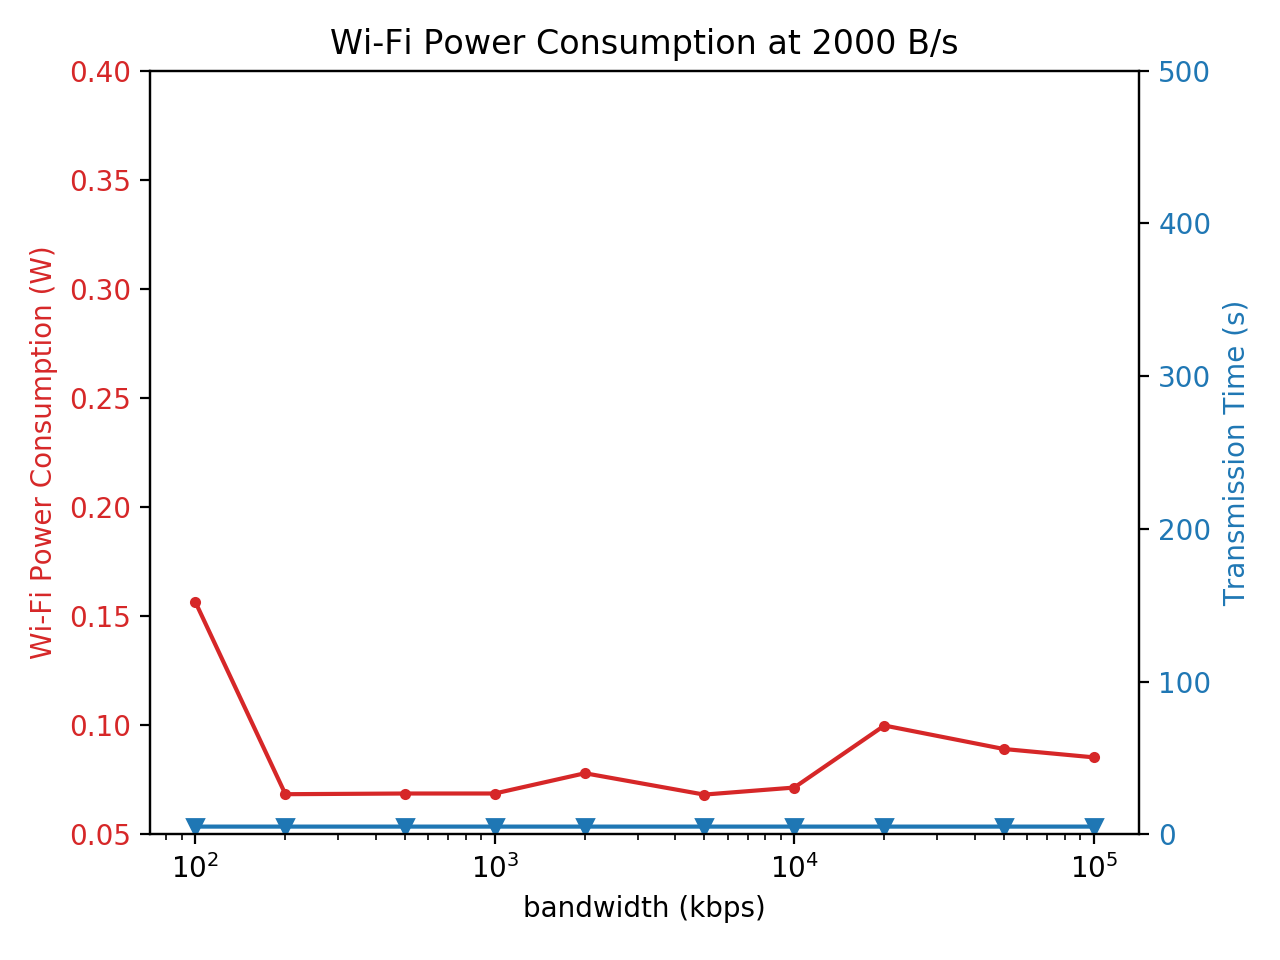 Wi-Fi Power Consumption at 2000 B/s
Wi-Fi Power Consumption (W)
0.40
0.35
0.30
0.25
0.20
0.15
0.10
0.05
500
400
300
200
100
0
Transmission Time (s)
10² 10³ 10⁴ 10⁵
bandwidth (kbps)